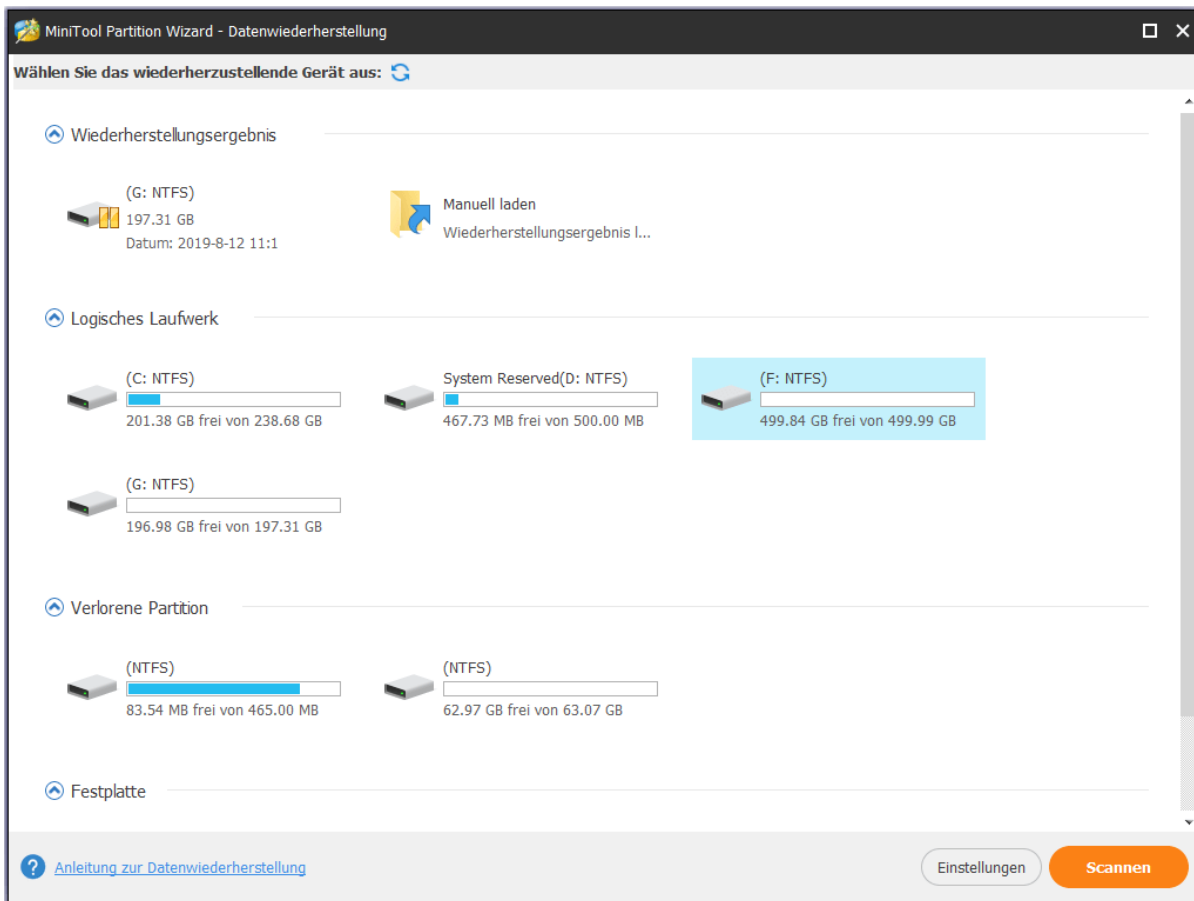 MiniTool Partition Wizard - Datenwiederherstellung
Wählen Sie das wiederherzustellende Gerät aus:
Wiederherstellungsergebnis
(G: NTFS)
197.31 GB
Datum: 2019-8-12 11:1
Manuell laden
Wiederherstellungsergebnis l...
Logisches Laufwerk
(C: NTFS)
201.38 GB frei von 238.68 GB
System Reserved(D: NTFS)
467.73 MB frei von 500.00 MB
(F: NTFS)
499.84 GB frei von 499.99 GB
(G: NTFS)
196.98 GB frei von 197.31 GB
Verlorene Partition
(NTFS)
83.54 MB frei von 465.00 MB
(NTFS)
62.97 GB frei von 63.07 GB
Festplatte
? Anleitung zur Datenwiederherstellung
Einstellungen
Scannen